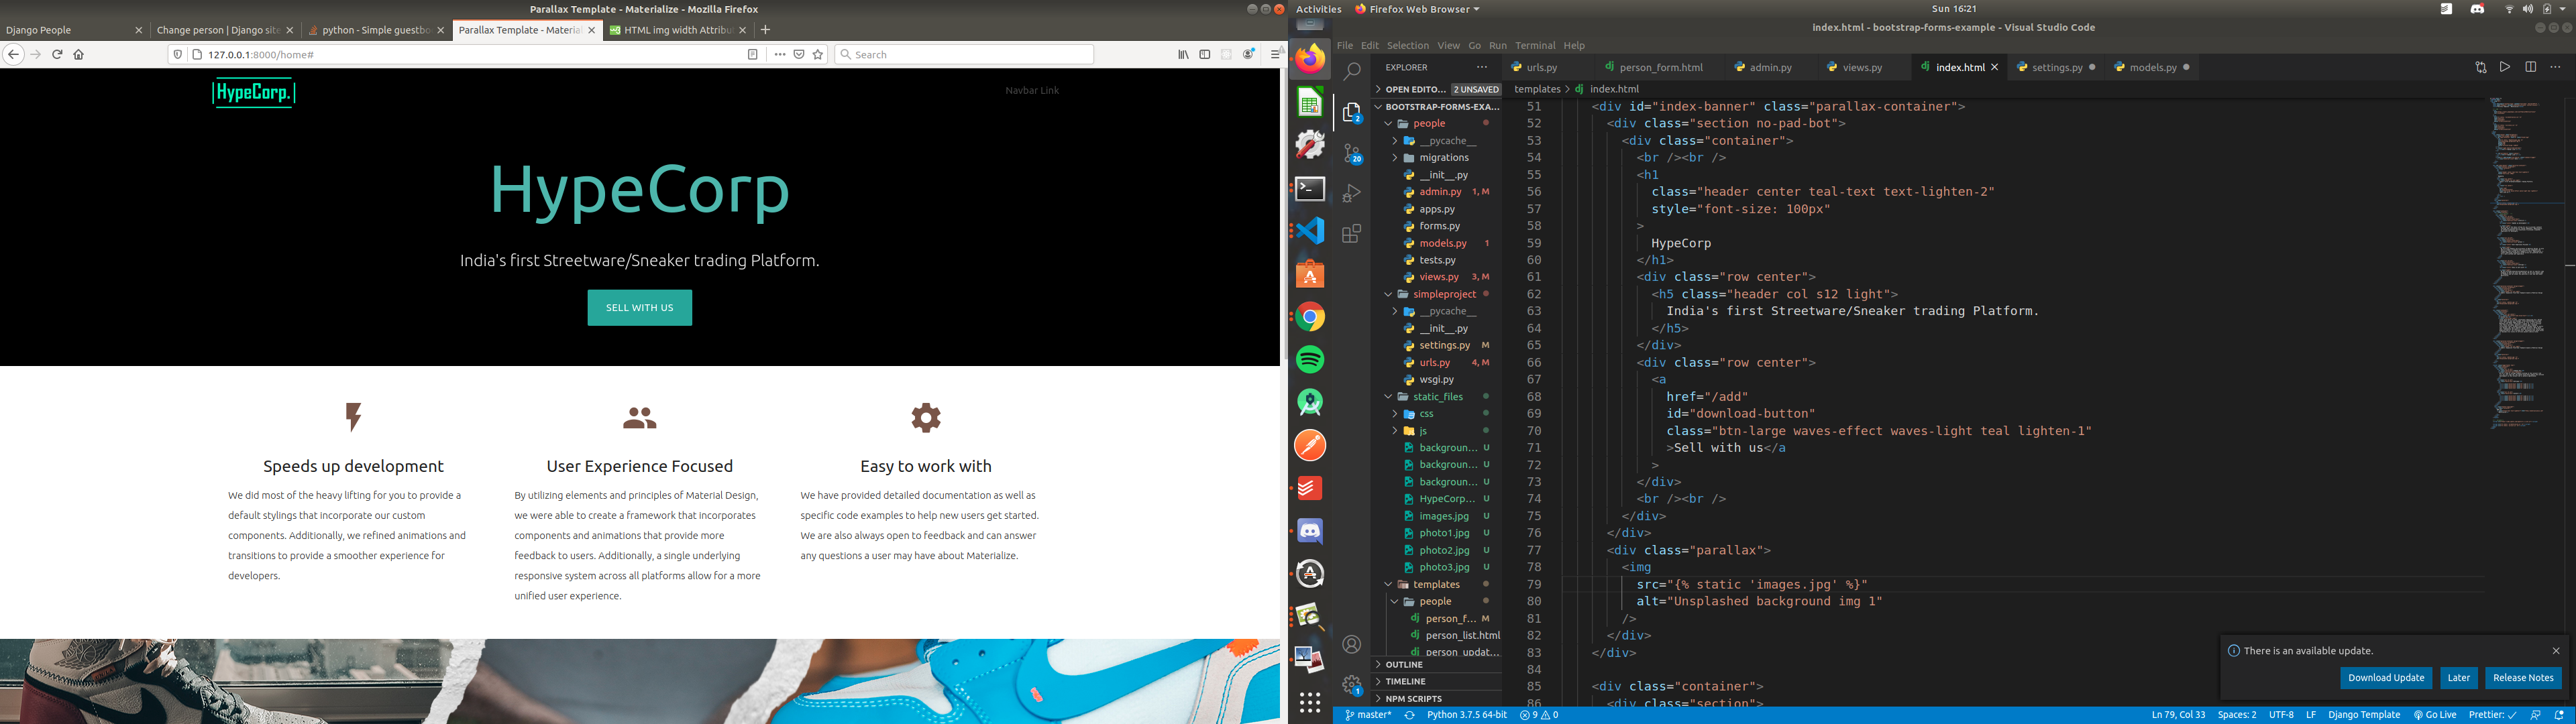 Parallax Template - Materialize - Mozilla Firefox
Django People
Change person | Django site
python - Simple guestbo
Parallax Template - Material
HTML img width Attribut
127.0.0.1:8000/home#
Search
HypeCorp.
Navbar Link
HypeCorp
India's first Streetware/Sneaker trading Platform.
SELL WITH US
Speeds up development
We did most of the heavy lifting for you to provide a
default stylings that incorporate our custom
components. Additionally, we refined animations and
transitions to provide a smoother experience for
developers.
User Experience Focused
By utilizing elements and principles of Material Design,
we were able to create a framework that incorporates
components and animations that provide more
feedback to users. Additionally, a single underlying
responsive system across all platforms allow for a more
unified user experience.
Easy to work with
We have provided detailed documentation as well as
specific code examples to help new users get started.
We are also always open to feedback and can answer
any questions a user may have about Materialize.
Activities
Firefox Web Browser
Sun 16:21
index.html - bootstrap-forms-example - Visual Studio Code
File Edit Selection View Go Run Terminal Help
EXPLORER
OPEN EDITO... 2 UNSAVED
BOOTSTRAP-FORMS-EXA...
people
__pycache__
migrations
__init__.py
admin.py 1, M
apps.py
forms.py
models.py 1
tests.py
views.py 3, M
simpleproject
__pycache__
__init__.py
settings.py M
urls.py 4, M
wsgi.py
static_files
css
js
backgroun... U
backgroun... U
backgroun... U
HypeCorp... U
images.jpg U
photo1.jpg U
photo2.jpg U
photo3.jpg U
templates
people
person_f... M
person_list.html
person_updat...
OUTLINE
TIMELINE
NPM SCRIPTS
2
20
1
urls.py
person_form.html
admin.py
views.py
index.html
settings.py
models.py
templates > index.html
51 <div id="index-banner" class="parallax-container">
52 <div class="section no-pad-bot">
53 <div class="container">
54 <br /><br />
55 <h1
56 class="header center teal-text text-lighten-2"
57 style="font-size: 100px"
58 >
59 HypeCorp
60 </h1>
61 <div class="row center">
62 <h5 class="header col s12 light">
63 India's first Streetware/Sneaker trading Platform.
64 </h5>
65 </div>
66 <div class="row center">
67 <a
68 href="/add"
69 id="download-button"
70 class="btn-large waves-effect waves-light teal lighten-1"
71 >Sell with us</a
72 >
73 </div>
74 <br /><br />
75 </div>
76 </div>
77 <div class="parallax">
78 <img
79 src="{% static 'images.jpg' %}"
80 alt="Unsplashed background img 1"
81 />
82 </div>
83 </div>
84
85 <div class="container">
86 <div class="section">
There is an available update.
Download Update
Later
Release Notes
master*
Python 3.7.5 64-bit
9 0
Ln 79, Col 33
Spaces: 2
UTF-8
LF
Django Template
Go Live
Prettier: ✓